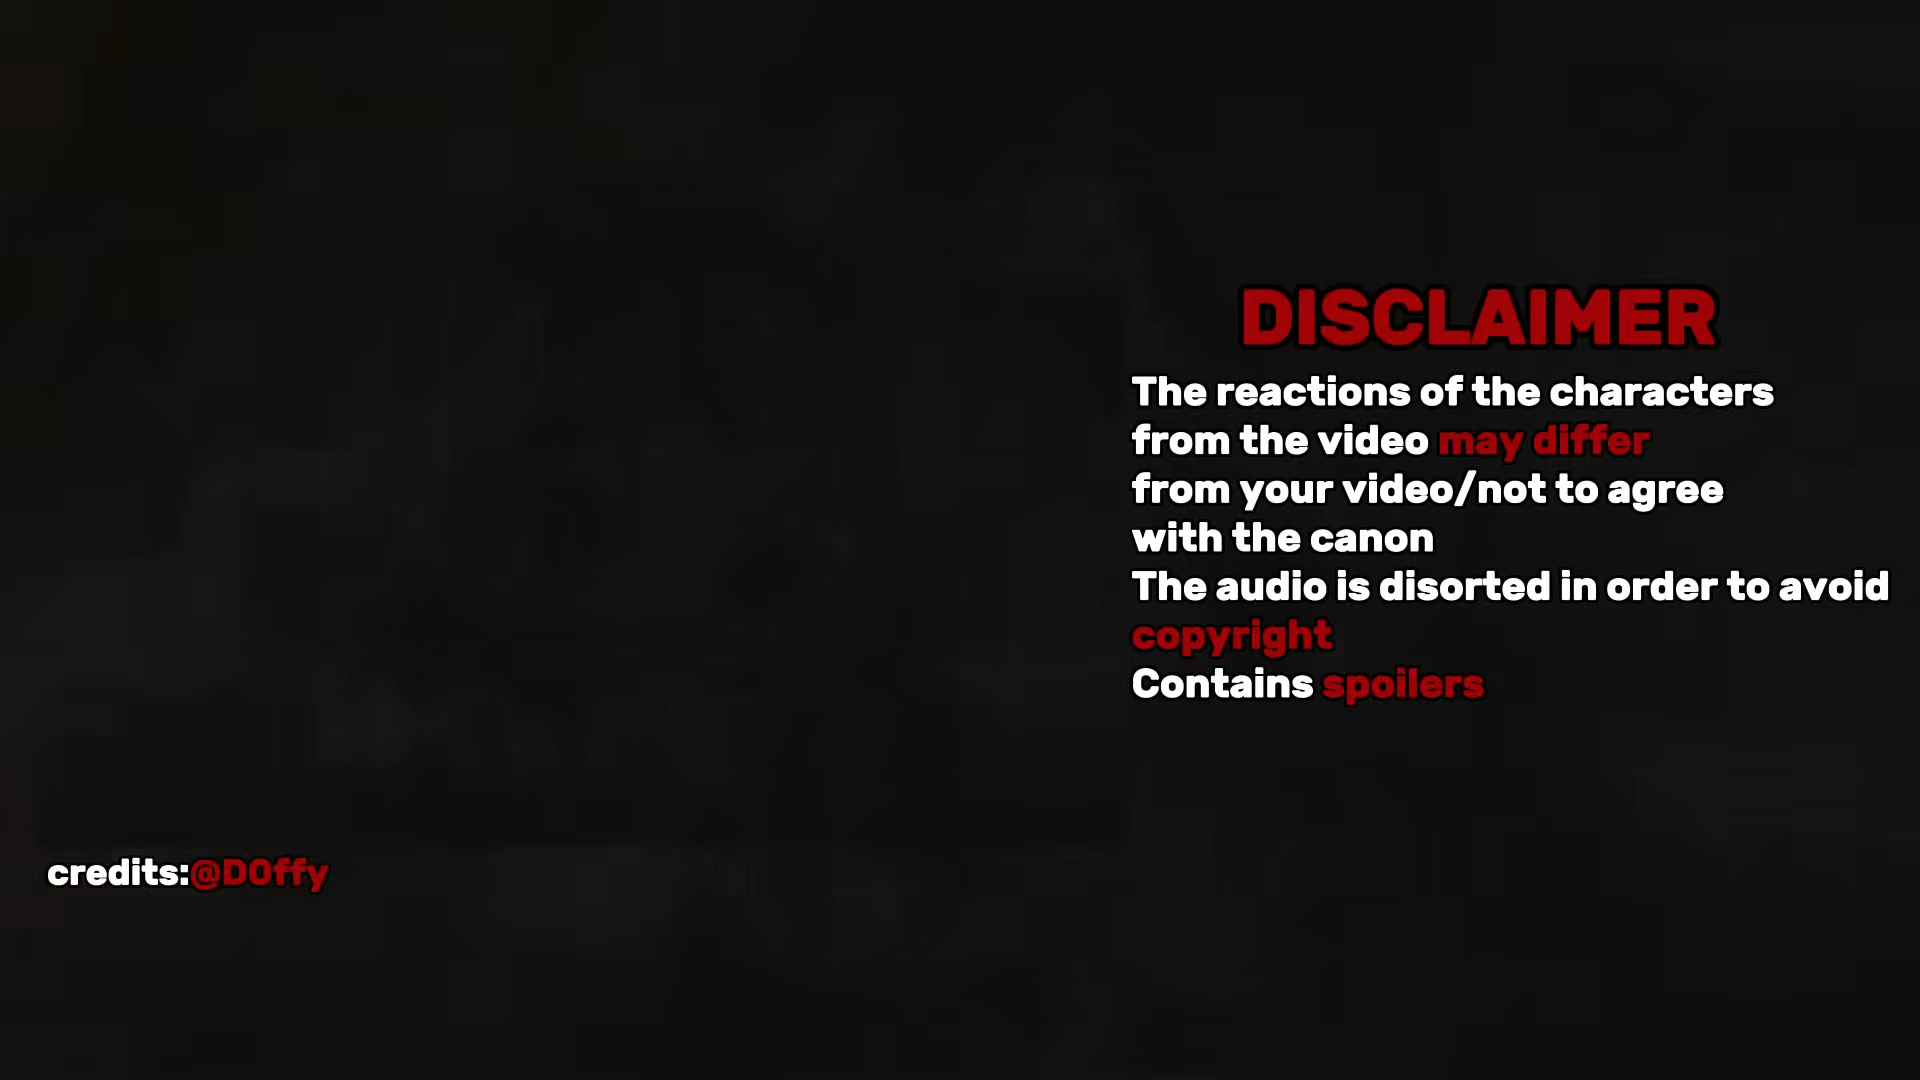 DISCLAIMER
The reactions of the characters
from the video may differ
from your video/not to agree
with the canon
The audio is disorted in order to avoid
copyright
Contains spoilers
credits:@D0ffy